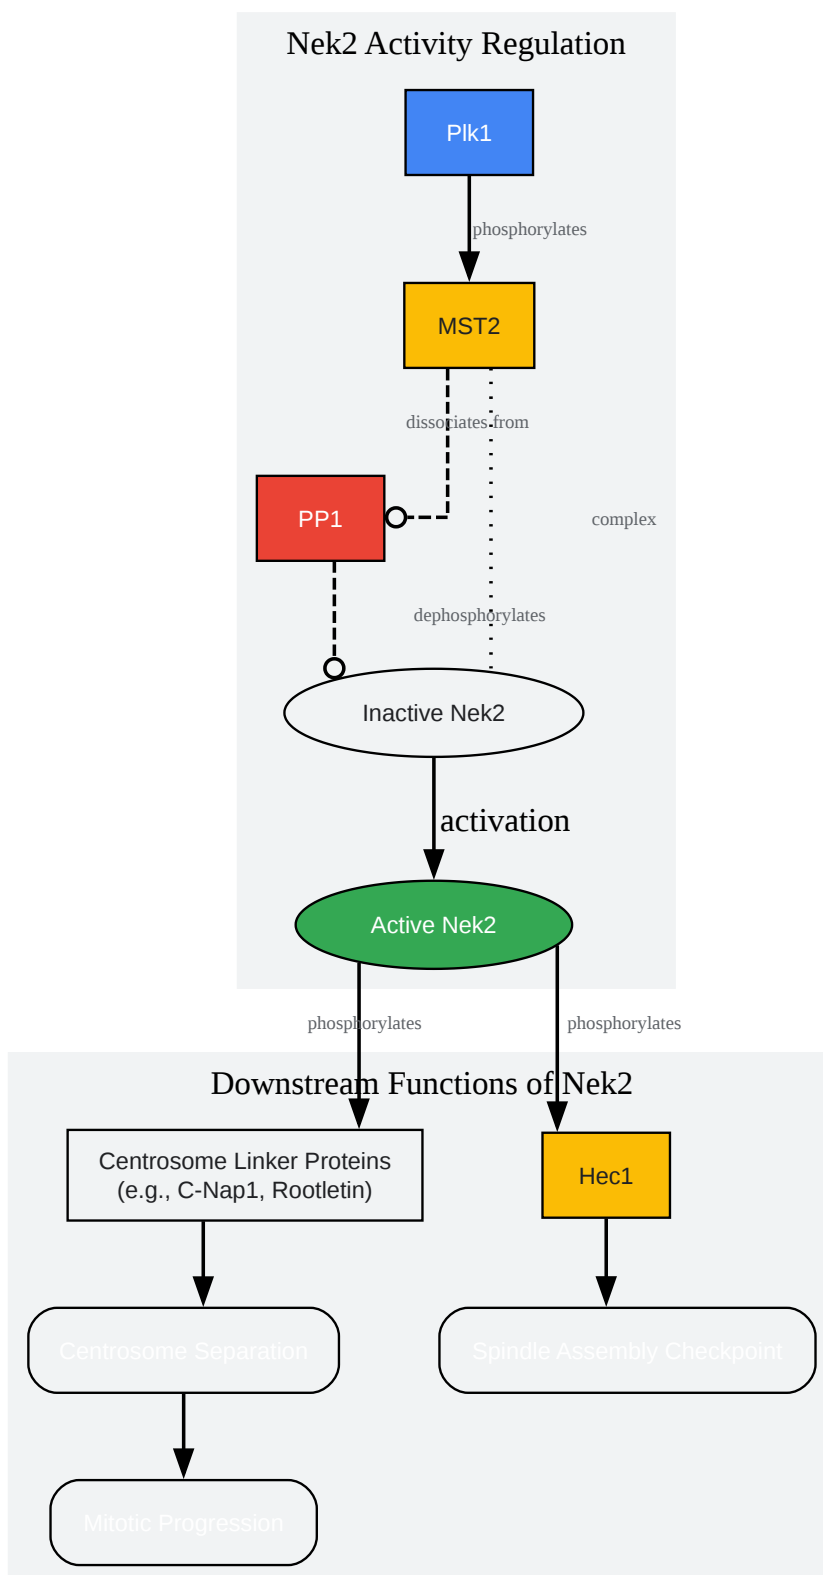 Nek2 Activity Regulation
Plk1
phosphorylates
MST2
dissociates from
PP1
complex
dephosphorylates
Inactive Nek2
activation
Active Nek2
phosphorylates
phosphorylates
Downstream Functions of Nek2
Centrosome Linker Proteins
(e.g., C-Nap1, Rootletin)
Hec1
Centrosome Separation
Spindle Assembly Checkpoint
Mitotic Progression